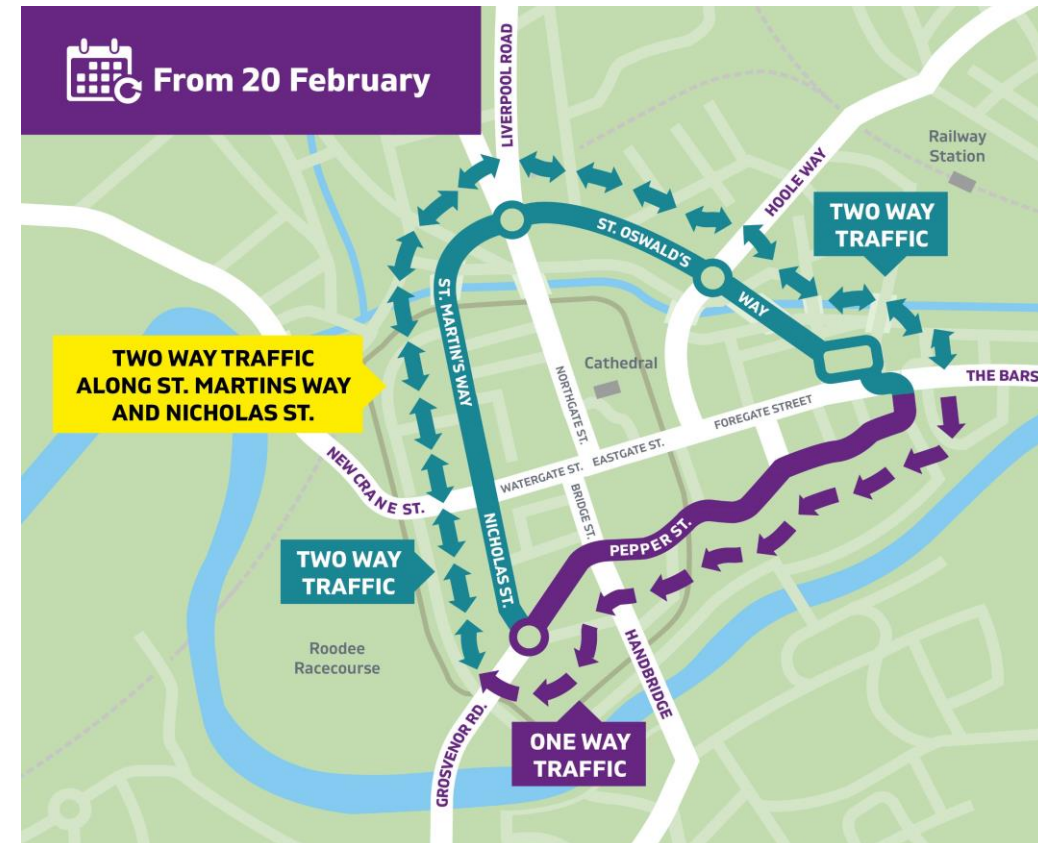 From 20 February
LIVERPOOL ROAD
HOOLE WAY
Railway
Station
TWO WAY
TRAFFIC
ST. OSWALD'S
WAY
ST. MARTIN'S WAY
Cathedral
TWO WAY TRAFFIC
ALONG ST. MARTINS WAY
AND NICHOLAS ST.
THE BARS
NORTHGATE ST.
FOREGATE STREET
EASTGATE ST.
WATERGATE ST.
NEW CRANE ST.
BRIDGE ST.
NICHOLAS ST.
PEPPER ST.
TWO WAY
TRAFFIC
Roodee
Racecourse
HANDBRIDGE
GROSVENOR RD.
ONE WAY
TRAFFIC